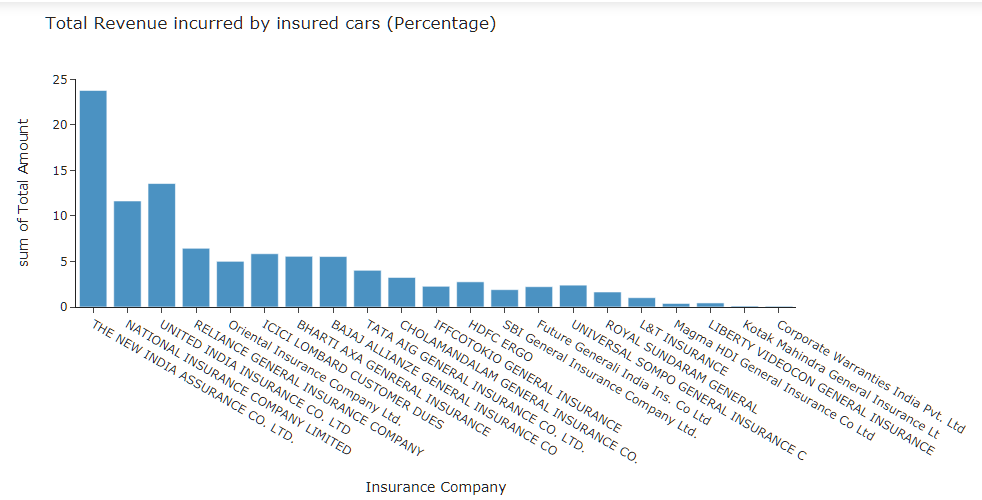 Total Revenue incurred by insured cars (Percentage)
sum of Total Amount
25
20
15
10
5
0
THE NEW INDIA ASSURANCE CO. LTD.
NATIONAL INSURANCE COMPANY LIMITED
UNITED INDIA INSURANCE CO. LTD
RELIANCE GENERAL INSURANCE COMPANY
Oriental Insurance Company Ltd.
ICICI LOMBARD CUSTOMER DUES
BHARTI AXA GENRERAL INSURANCE
BAJAJ ALLIANZE GENERAL INSURANCE CO
TATA AIG GENERAL INSURANCE CO. LTD.
CHOLAMANDALAM GENERAL INSURANCE CO.
IFFCOTOKIO GENERAL INSURANCE
HDFC ERGO
SBI General Insurance Company Ltd.
Future Generali India Ins. Co Ltd
UNIVERSAL SOMPO GENERAL INSURANCE C
ROYAL SUNDARAM GENERAL
L&T INSURANCE
Magma HDI General Insurance Co Ltd
LIBERTY VIDEOCON GENERAL INSURANCE
Kotak Mahindra General Insurance Lt
Corporate Warranties India Pvt. Ltd
Insurance Company